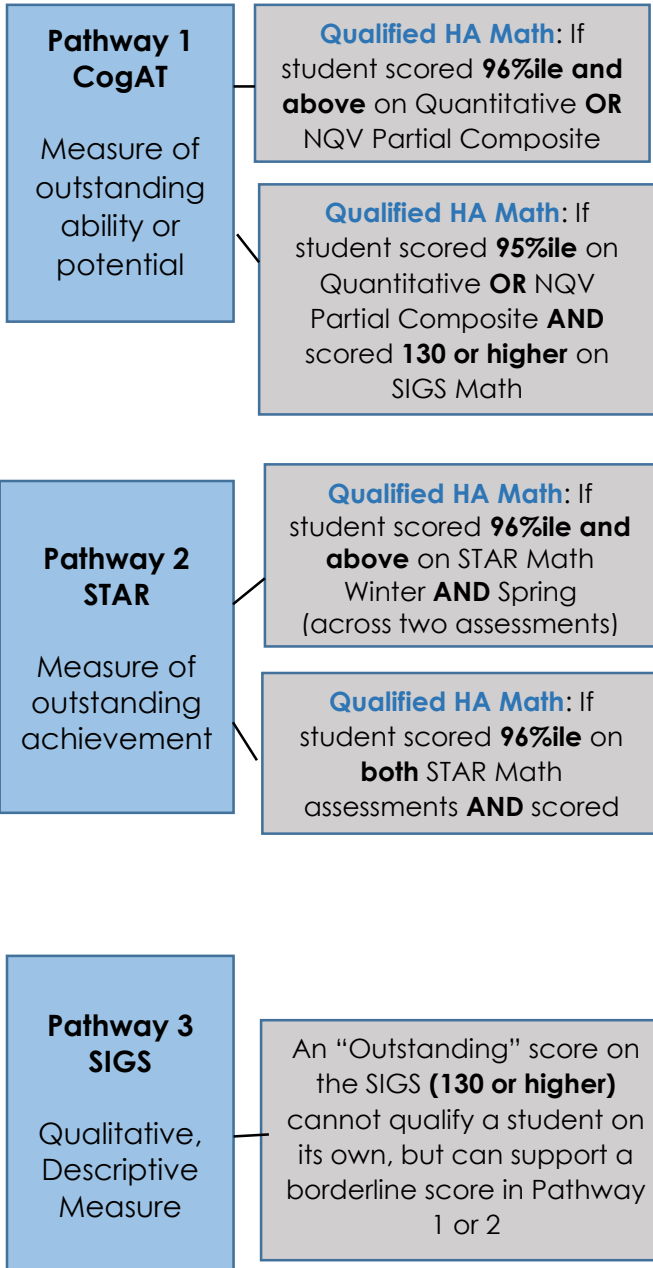 Pathway 1
CogAT
Measure of
outstanding
ability or
potential
Qualified HA Math: If
student scored 96%ile and
above on Quantitative OR
NQV Partial Composite
Qualified HA Math: If
student scored 95%ile on
Quantitative OR NQV
Partial Composite AND
scored 130 or higher on
SIGS Math
Pathway 2
STAR
Measure of
outstanding
achievement
Qualified HA Math: If
student scored 96%ile and
above on STAR Math
Winter AND Spring
(across two assessments)
Qualified HA Math: If
student scored 96%ile on
both STAR Math
assessments AND scored
Pathway 3
SIGS
Qualitative,
Descriptive
Measure
An “Outstanding” score on
the SIGS (130 or higher)
cannot qualify a student on
its own, but can support a
borderline score in Pathway
1 or 2